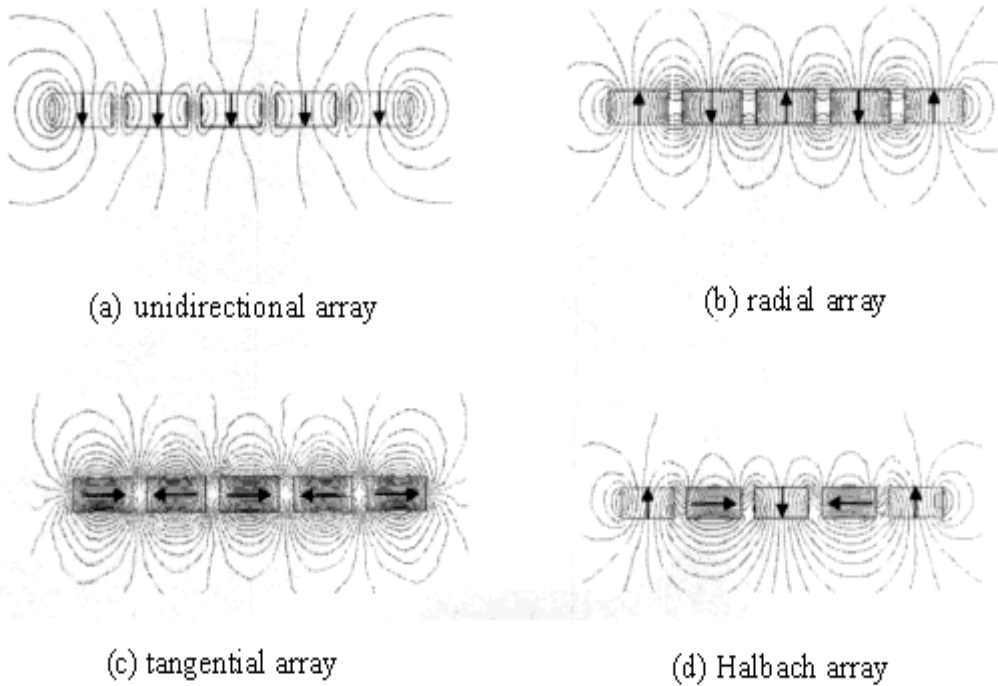 (a) unidirectional array
(b) radial array
(c) tangential array
(d) Halbach array